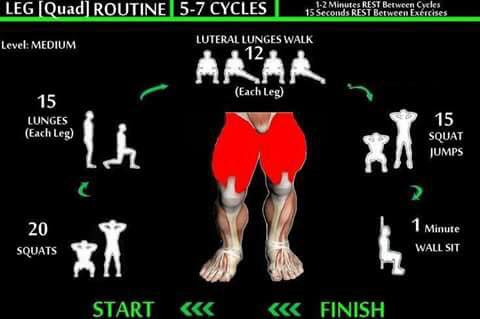 LEG [Quad] ROUTINE
5-7 CYCLES
1-2 Minutes REST Between Cycles
15 Seconds REST Between Exercises
Level: MEDIUM
LUTERAL LUNGES WALK
12
(Each Leg)
15
LUNGES
(Each Leg)
15
SQUAT
JUMPS
20
SQUATS
1 Minute
WALL SIT
START <<< <<< FINISH